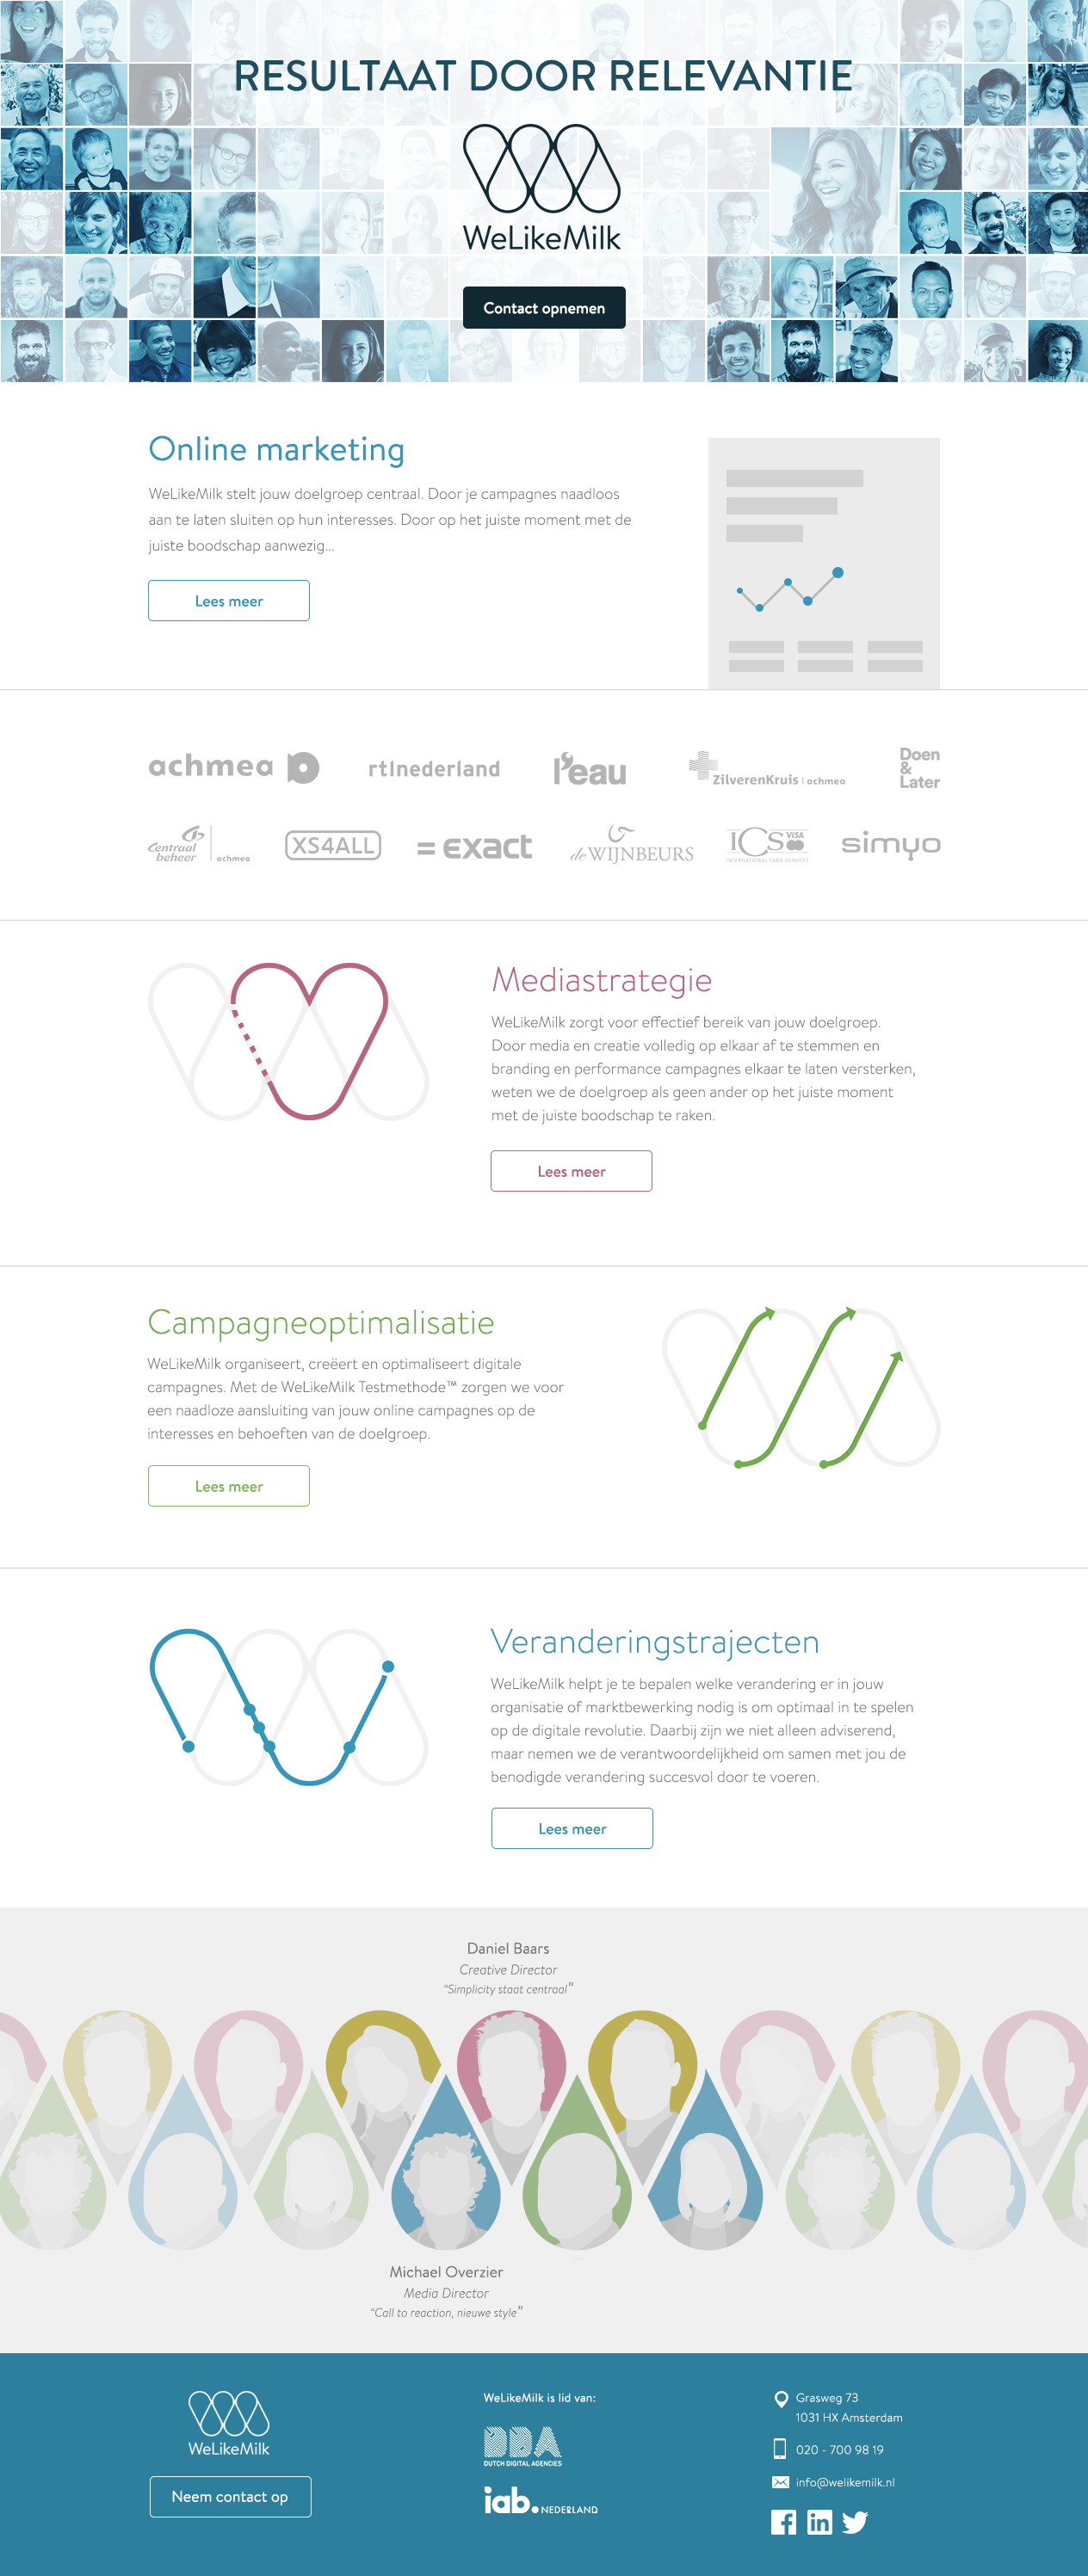 RESULTAAT DOOR RELEVANTIE
WeLikeMilk
Contact opnemen
Online marketing
WeLikeMilk stelt jouw doelgroep centraal. Door je campagnes naadloos
aan te laten sluiten op hun interesses. Door op het juiste moment met de
juiste boodschap aanwezig...
Lees meer
achmea
rtlnederland
l'eau
ZilverenKruis | achmea
Doen
&
Later
Centraal
beheer
achmea
XS4ALL
= exact
de WIJNBEURS
ICS VISA
INTERNATIONAL CARD SERVICES
simyo
Mediastrategie
WeLikeMilk zorgt voor effectief bereik van jouw doelgroep.
Door media en creatie volledig op elkaar af te stemmen en
branding en performance campagnes elkaar te laten versterken,
weten we de doelgroep als geen ander op het juiste moment
met de juiste boodschap te raken.
Lees meer
Campagneoptimalisatie
WeLikeMilk organiseert, creëert en optimaliseert digitale
campagnes. Met de WeLikeMilk Testmethode™ zorgen we voor
een naadloze aansluiting van jouw online campagnes op de
interesses en behoeften van de doelgroep.
Lees meer
Veranderingstrajecten
WeLikeMilk helpt je te bepalen welke verandering er in jouw
organisatie of marktbewerking nodig is om optimaal in te spelen
op de digitale revolutie. Daarbij zijn we niet alleen adviserend,
maar nemen we de verantwoordelijkheid om samen met jou de
benodigde verandering succesvol door te voeren.
Lees meer
Daniel Baars
Creative Director
“Simplicity staat centraal”
Michael Overzier
Media Director
“Call to reaction, nieuwe style”
WeLikeMilk
Neem contact op
WeLikeMilk is lid van:
DDA
DUTCH DIGITAL AGENCIES
iab. NEDERLAND
Grasweg 73
1031 HX Amsterdam
020 - 700 98 19
info@welikemilk.nl